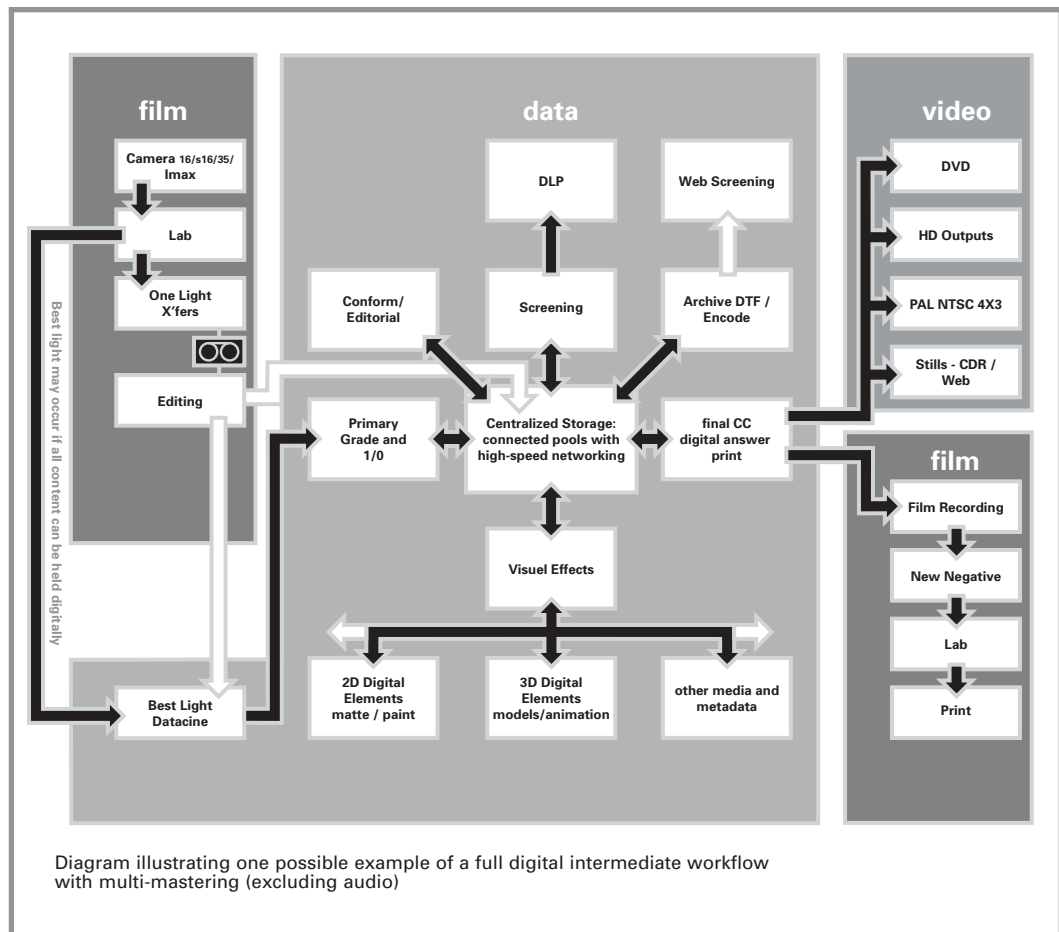 film
Camera 16/s16/35/
Imax
Lab
One Light
X'fers
Editing
Best light may occur if all content can be held digitally
data
DLP
Web Screening
Conform/
Editorial
Screening
Archive DTF /
Encode
Primary
Grade and
1/0
Centralized Storage:
connected pools with
high-speed networking
final CC
digital answer
print
Visuel Effects
2D Digital
Elements
matte / paint
3D Digital
Elements
models/animation
other media and
metadata
Best Light
Datacine
video
DVD
HD Outputs
PAL NTSC 4X3
Stills - CDR /
Web
film
Film Recording
New Negative
Lab
Print
Diagram illustrating one possible example of a full digital intermediate workflow
with multi-mastering (excluding audio)